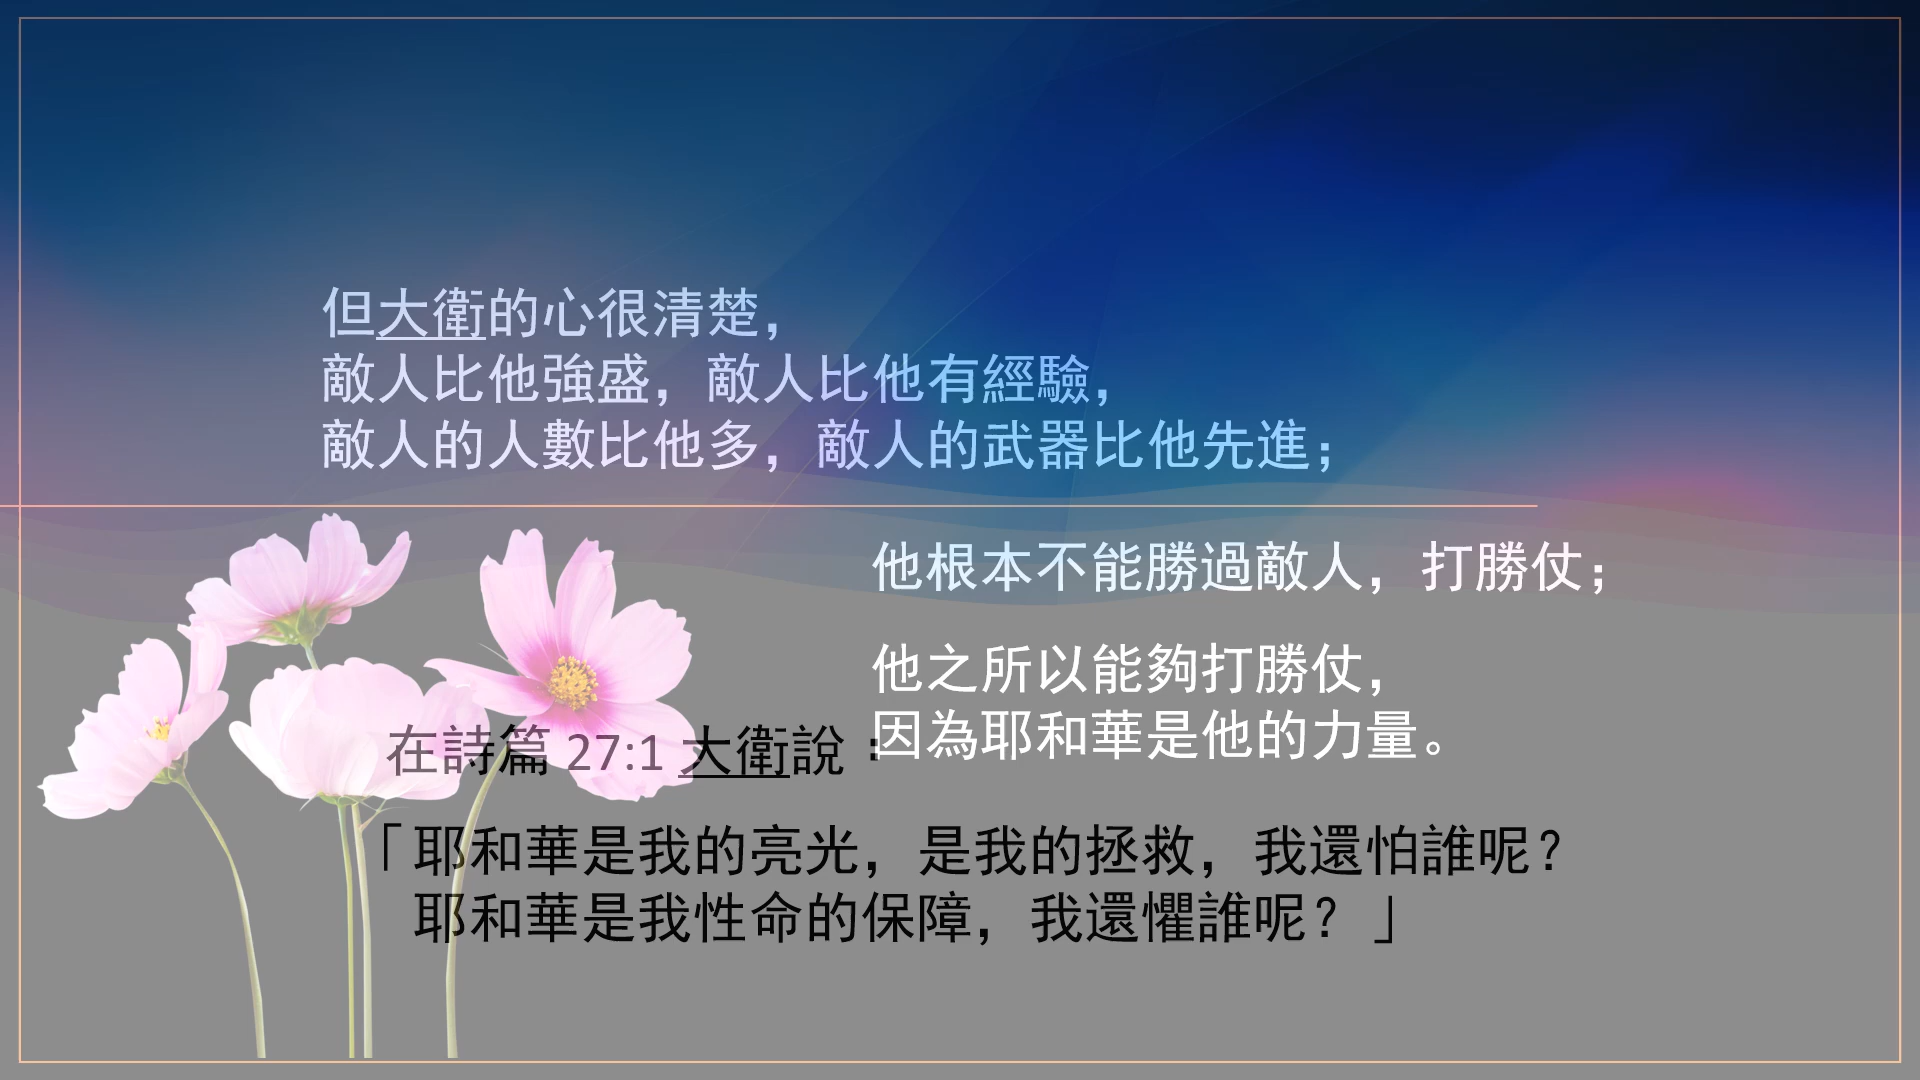 但大衛的心很清楚，
敵人比他強盛，敵人比他有經驗，
敵人的人數比他多，敵人的武器比他先進；
他根本不能勝過敵人，打勝仗；
他之所以能夠打勝仗，
因為耶和華是他的力量。
在詩篇 27:1 大衛說：
「耶和華是我的亮光，是我的拯救，我還怕誰呢？
耶和華是我性命的保障，我還懼誰呢？」